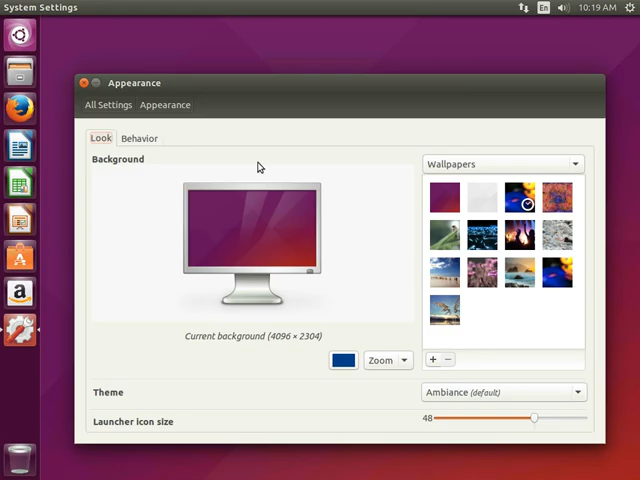 System Settings
En
10:19 AM
Appearance
All Settings
Appearance
Look
Behavior
Background
Wallpapers
Current background (4096 × 2304)
Zoom
Theme
Ambiance (default)
Launcher icon size
48